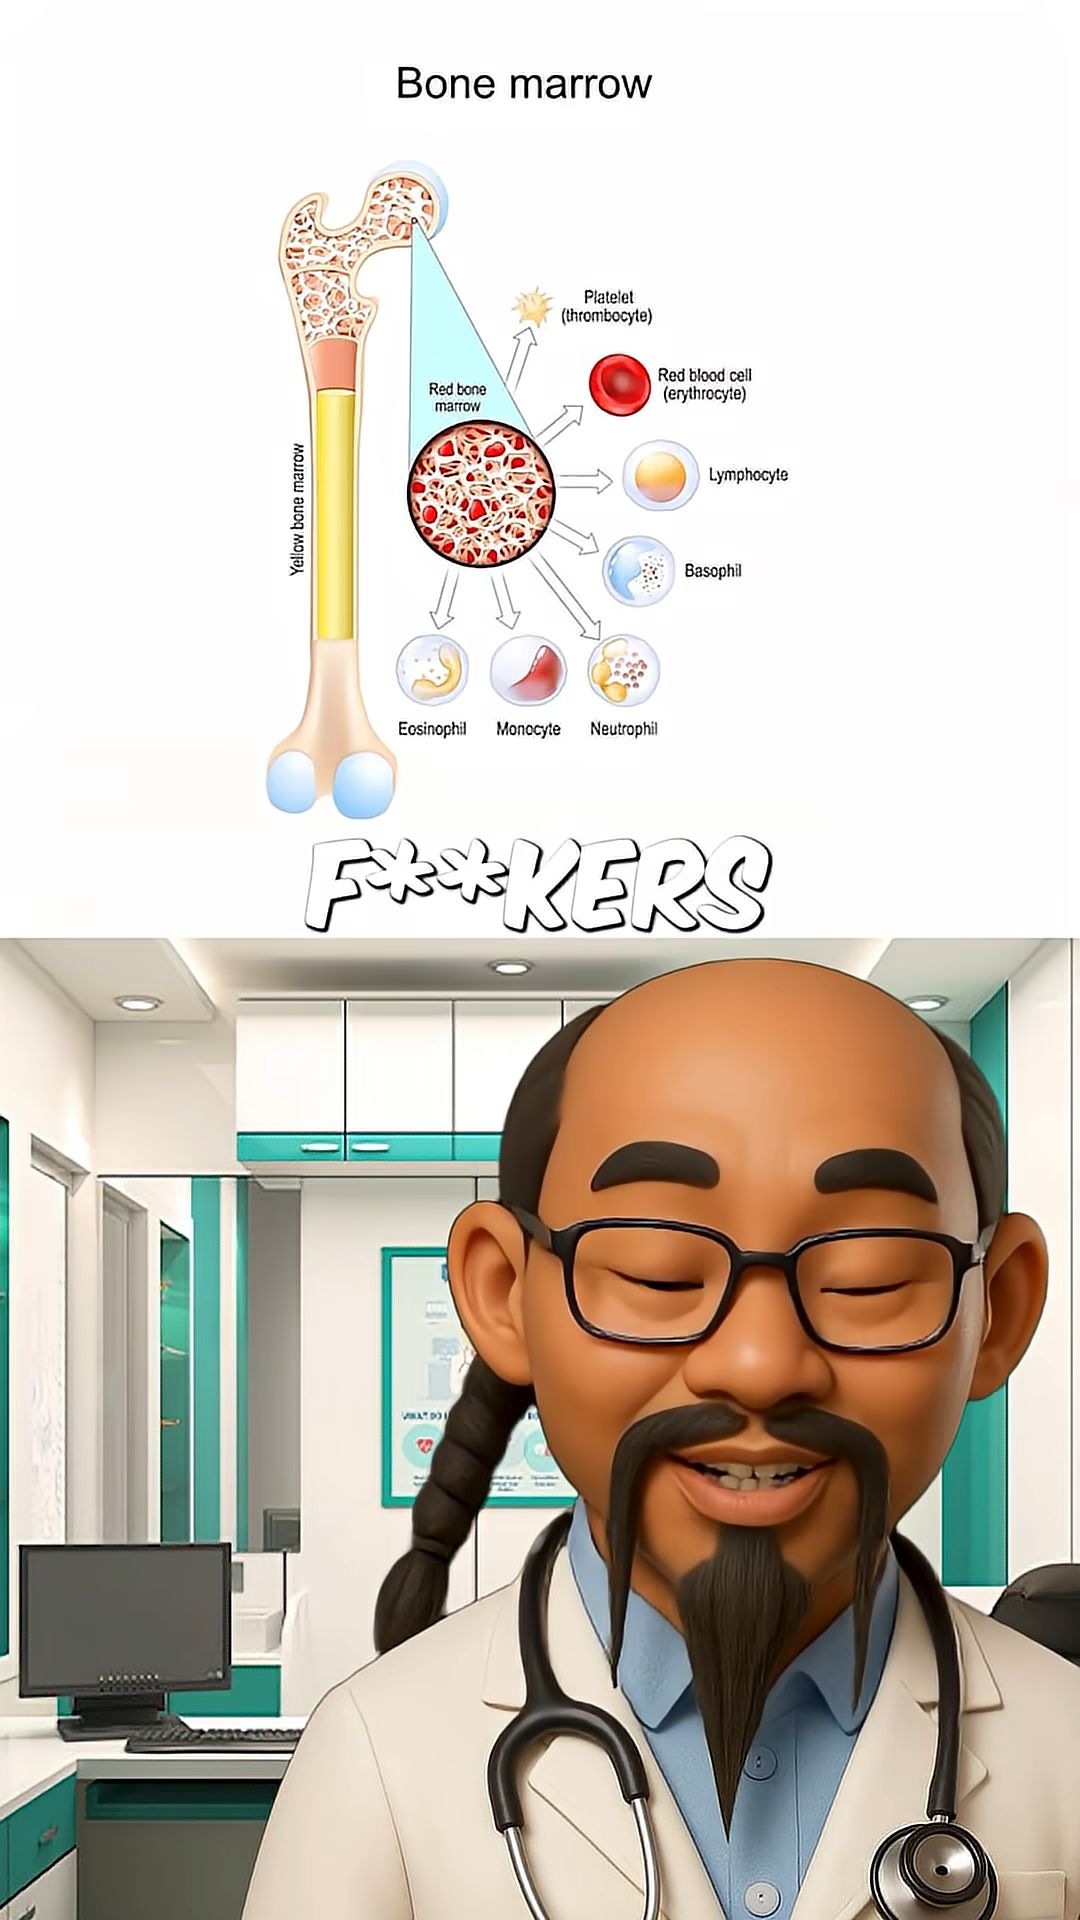 Bone marrow
Platelet
(thrombocyte)
Red blood cell
(erythrocyte)
Red bone
marrow
Lymphocyte
Yellow bone marrow
Basophil
Eosinophil
Monocyte
Neutrophil
F**KERS